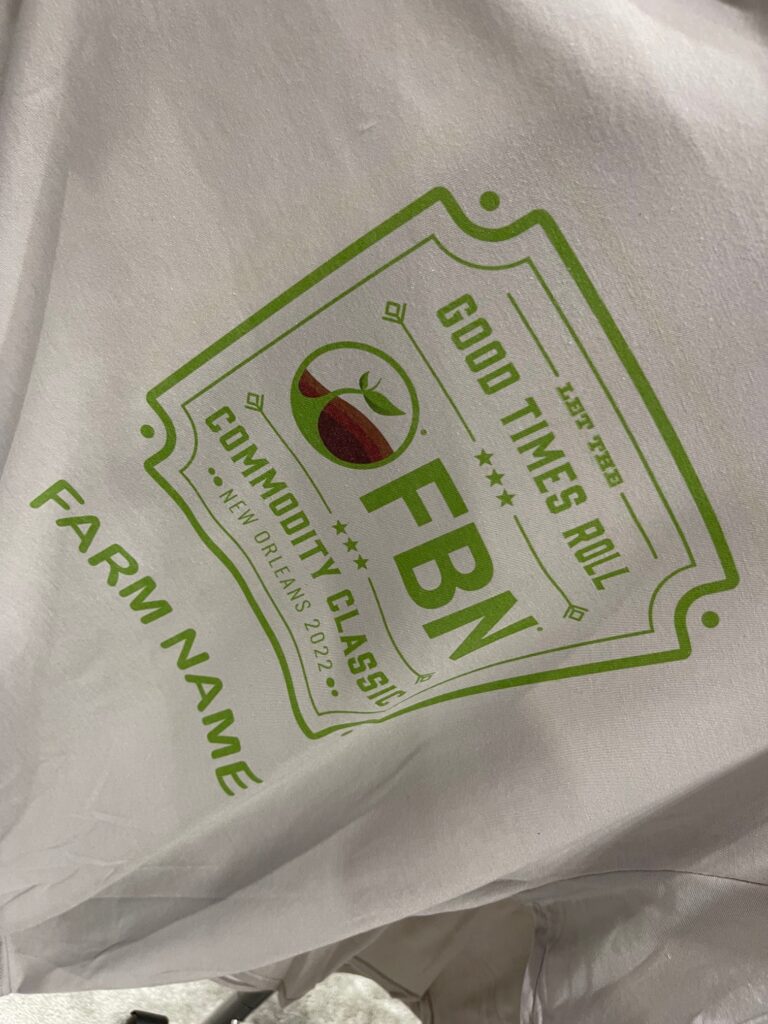 LET THE
GOOD TIMES ROLL
FBN
COMMODITY CLASSIC
NEW ORLEANS 2022
FARM NAME